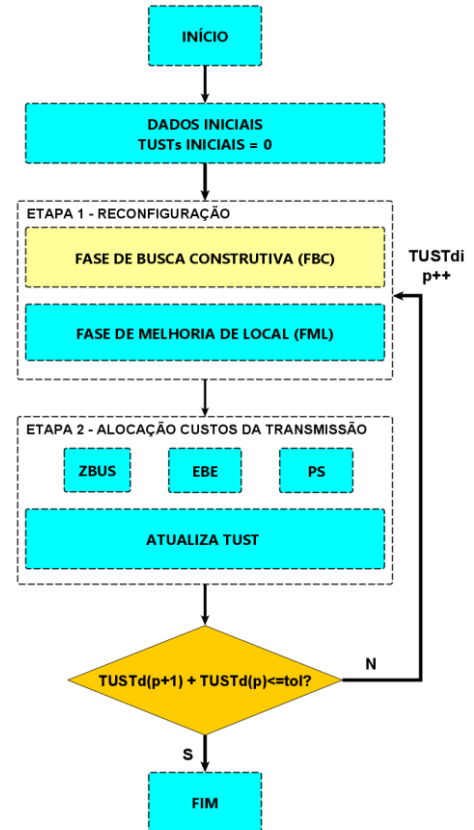 INÍCIO
DADOS INICIAIS
TUSTs INICIAIS = 0
ETAPA 1 - RECONFIGURAÇÃO
FASE DE BUSCA CONSTRUTIVA (FBC)
FASE DE MELHORIA DE LOCAL (FML)
TUSTdi
p++
ETAPA 2 - ALOCAÇÃO CUSTOS DA TRANSMISSÃO
ZBUS
EBE
PS
ATUALIZA TUST
TUSTd(p+1) + TUSTd(p)<=tol?
N
S
FIM